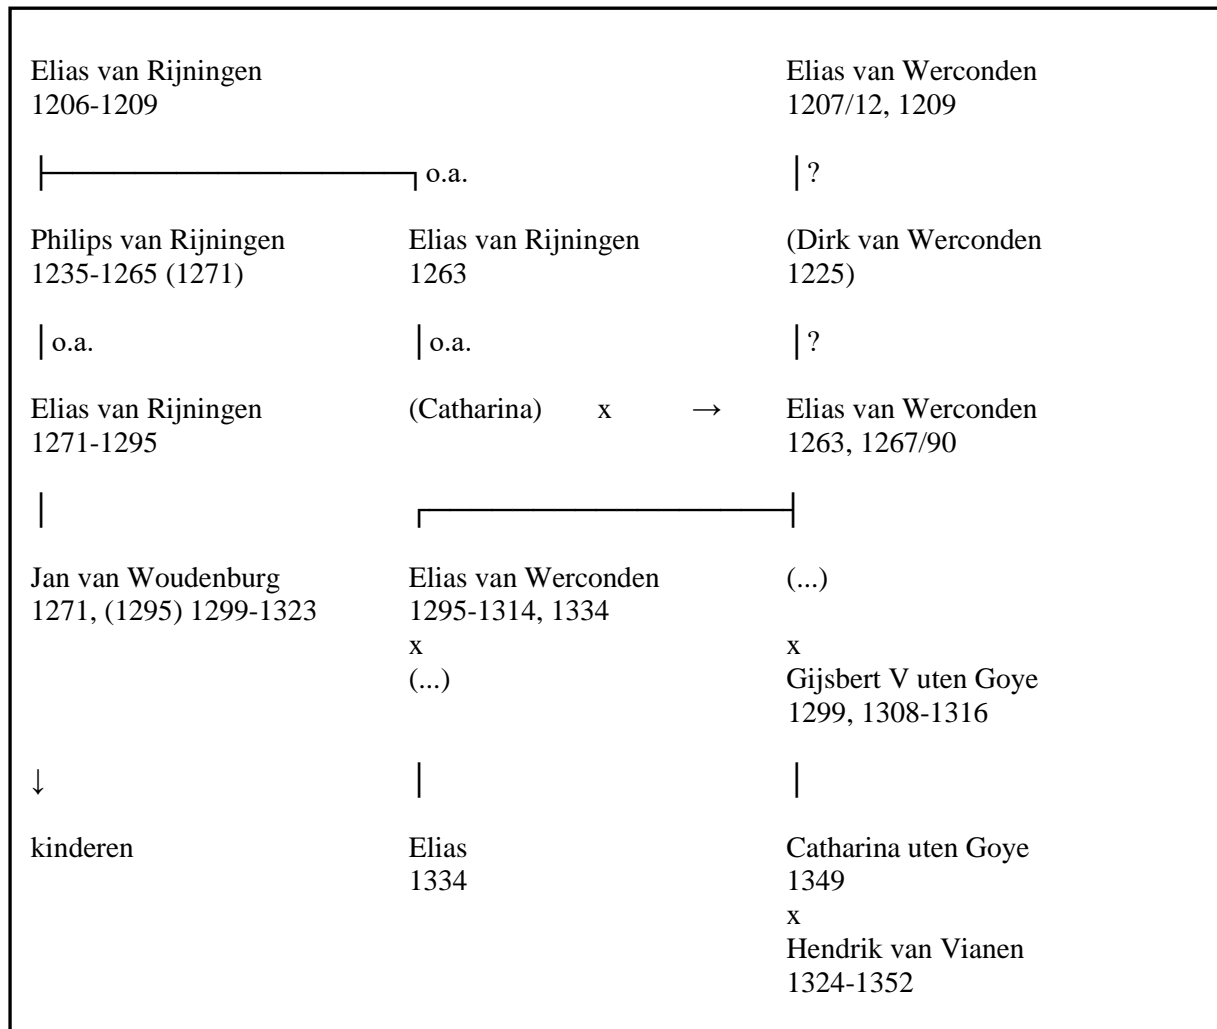 Elias van Rijningen Elias van Werconden
1206-1209 1207/12, 1209
o.a. ?
Philips van Rijningen Elias van Rijningen (Dirk van Werconden
1235-1265 (1271) 1263 1225)
o.a. o.a. ?
Elias van Rijningen (Catharina) x → Elias van Werconden
1271-1295 1263, 1267/90
Jan van Woudenburg Elias van Werconden (...)
1271, (1295) 1299-1323 1295-1314, 1334
x x
(...) Gijsbert V uten Goye
1299, 1308-1316
↓
kinderen Elias Catharina uten Goye
1334 1349
x
Hendrik van Vianen
1324-1352